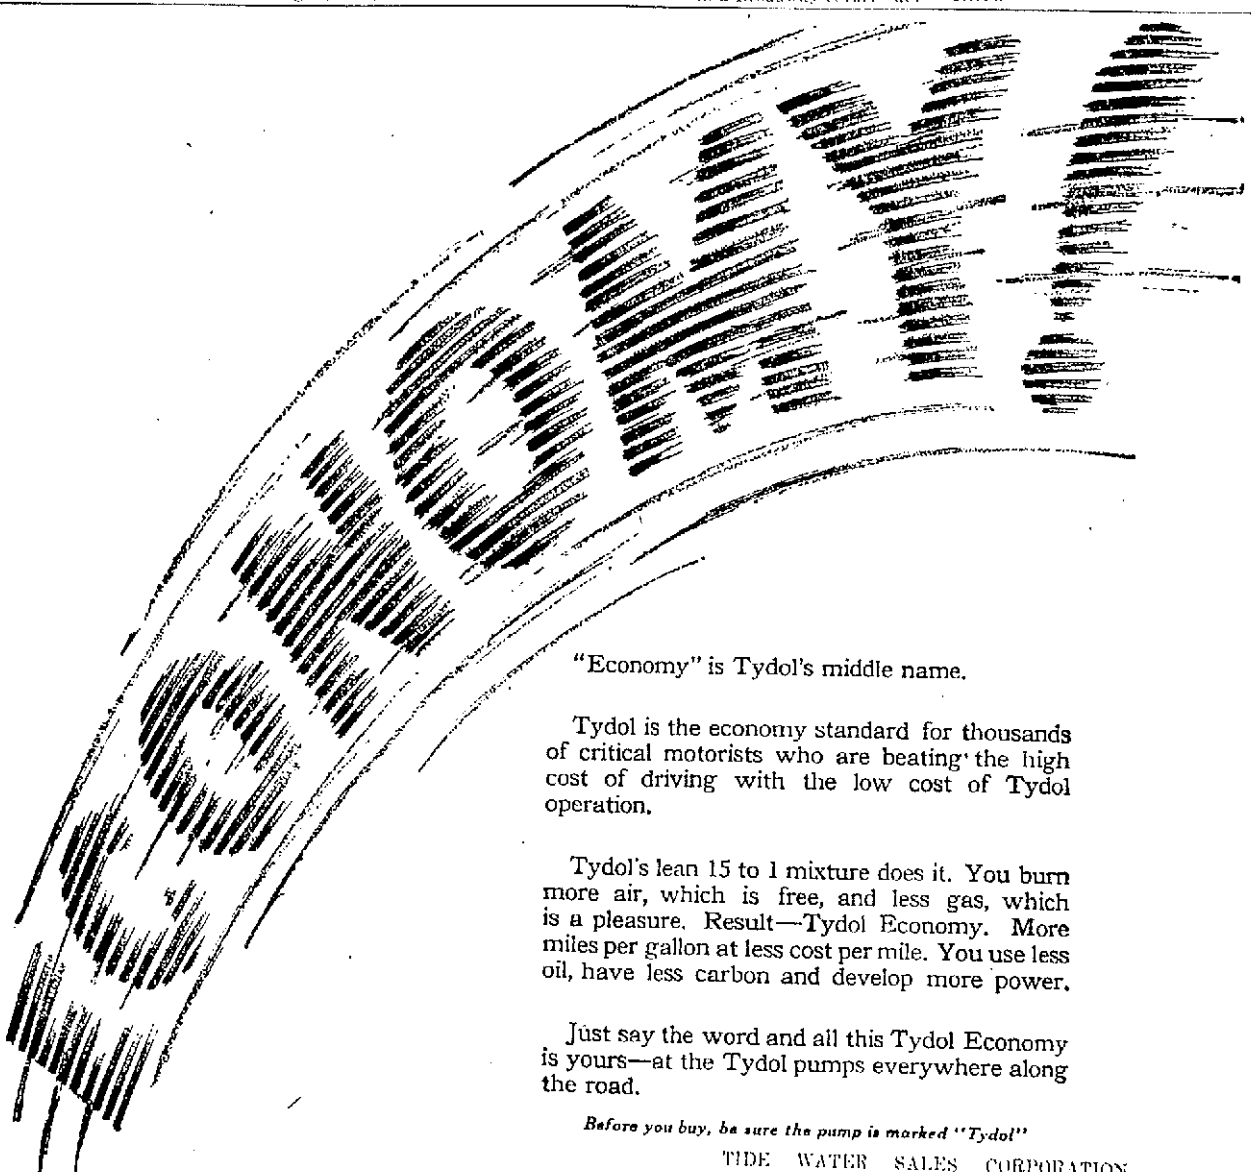 ECONOMY!
“Economy” is Tydol’s middle name.
Tydol is the economy standard for thousands
of critical motorists who are beating the high
cost of driving with the low cost of Tydol
operation.
Tydol’s lean 15 to 1 mixture does it. You burn
more air, which is free, and less gas, which
is a pleasure. Result—Tydol Economy. More
miles per gallon at less cost per mile. You use less
oil, have less carbon and develop more power.
Just say the word and all this Tydol Economy
is yours—at the Tydol pumps everywhere along
the road.
Before you buy, be sure the pump is marked “Tydol”
TIDE WATER SALES CORPORATION